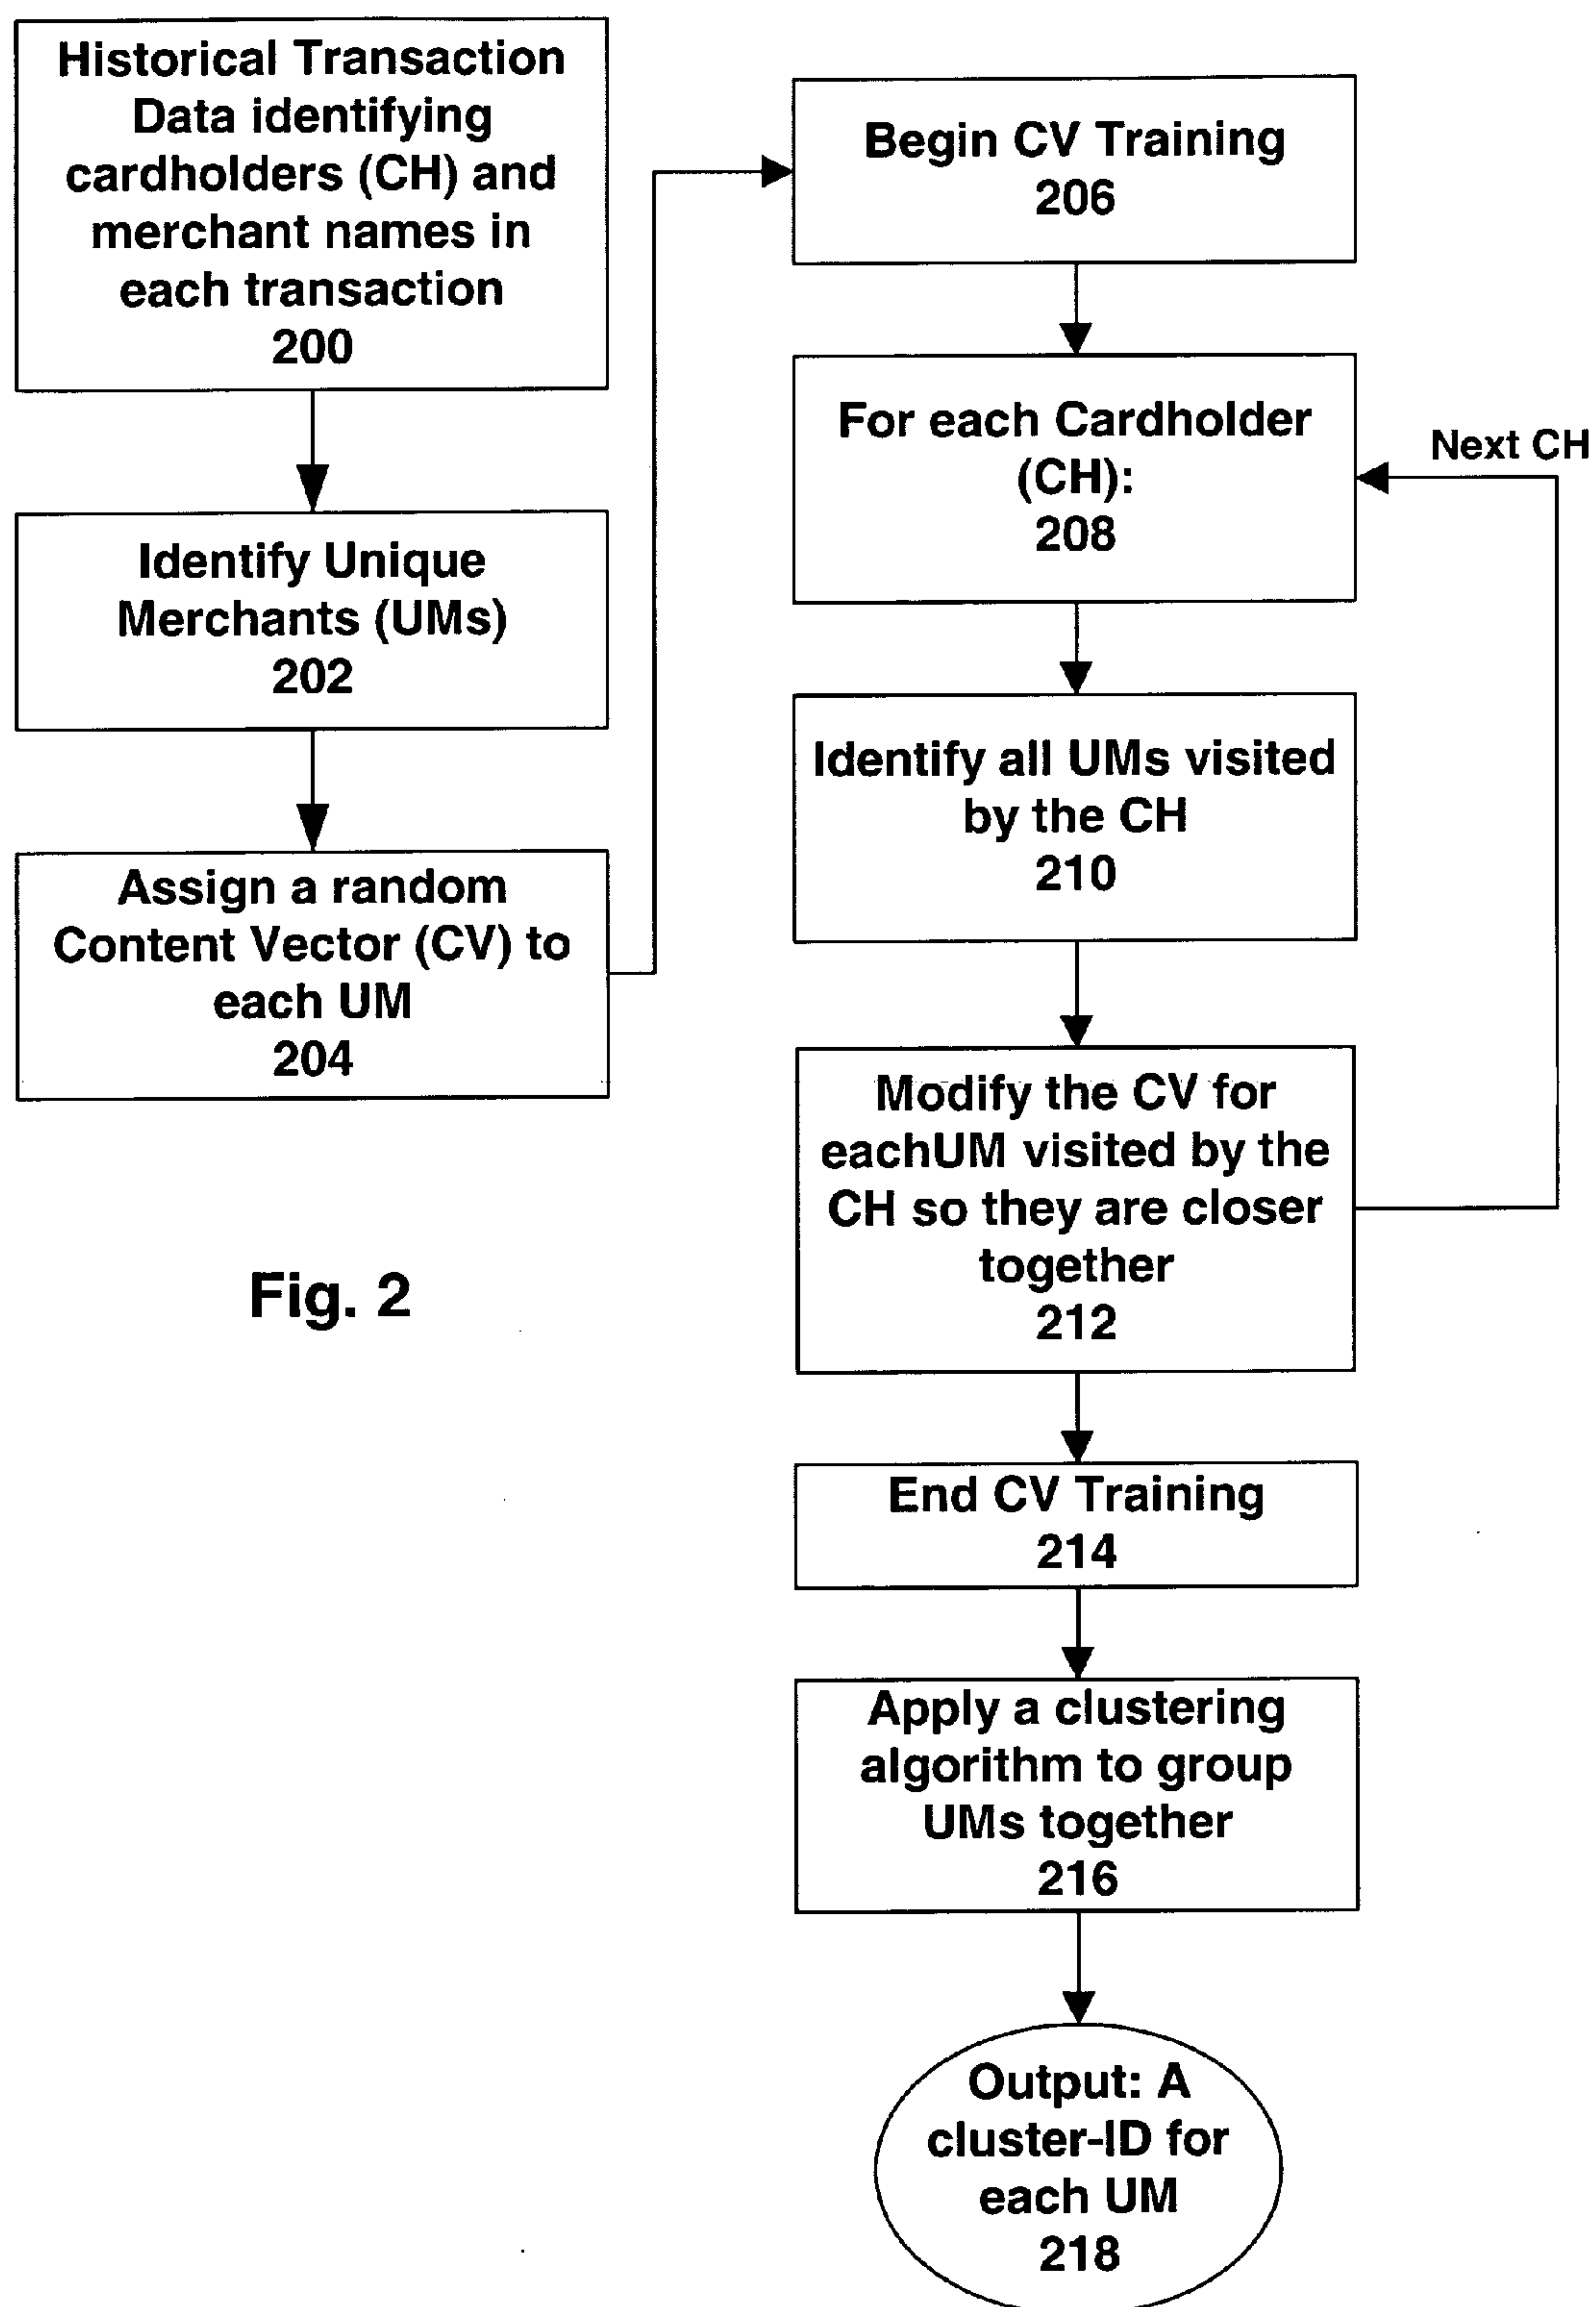 Historical Transaction
Data identifying
cardholders (CH) and
merchant names in
each transaction
200
Identify Unique
Merchants (UMs)
202
Assign a random
Content Vector (CV) to
each UM
204
Fig. 2
Begin CV Training
206
For each Cardholder
(CH):
208
Next CH
Identify all UMs visited
by the CH
210
Modify the CV for
eachUM visited by the
CH so they are closer
together
212
End CV Training
214
Apply a clustering
algorithm to group
UMs together
216
Output: A
cluster-ID for
each UM
218